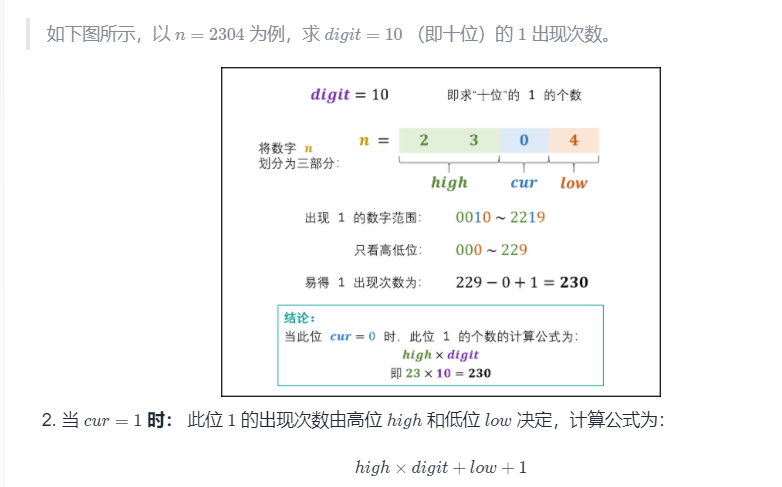 如下图所示，以 n = 2304 为例，求 digit = 10 （即十位）的 1 出现次数。
digit = 10 即求"十位"的 1 的个数
将数字 n
划分为三部分:
n = 2 3 0 4
high cur low
出现 1 的数字范围: 0010 ~ 2219
只看高低位: 000 ~ 229
易得 1 出现次数为: 229 − 0 + 1 = 230
结论:
当此位 cur = 0 时, 此位 1 的个数的计算公式为:
high × digit
即 23 × 10 = 230
2. 当 cur = 1 时： 此位 1 的出现次数由高位 high 和低位 low 决定，计算公式为：
high × digit + low + 1